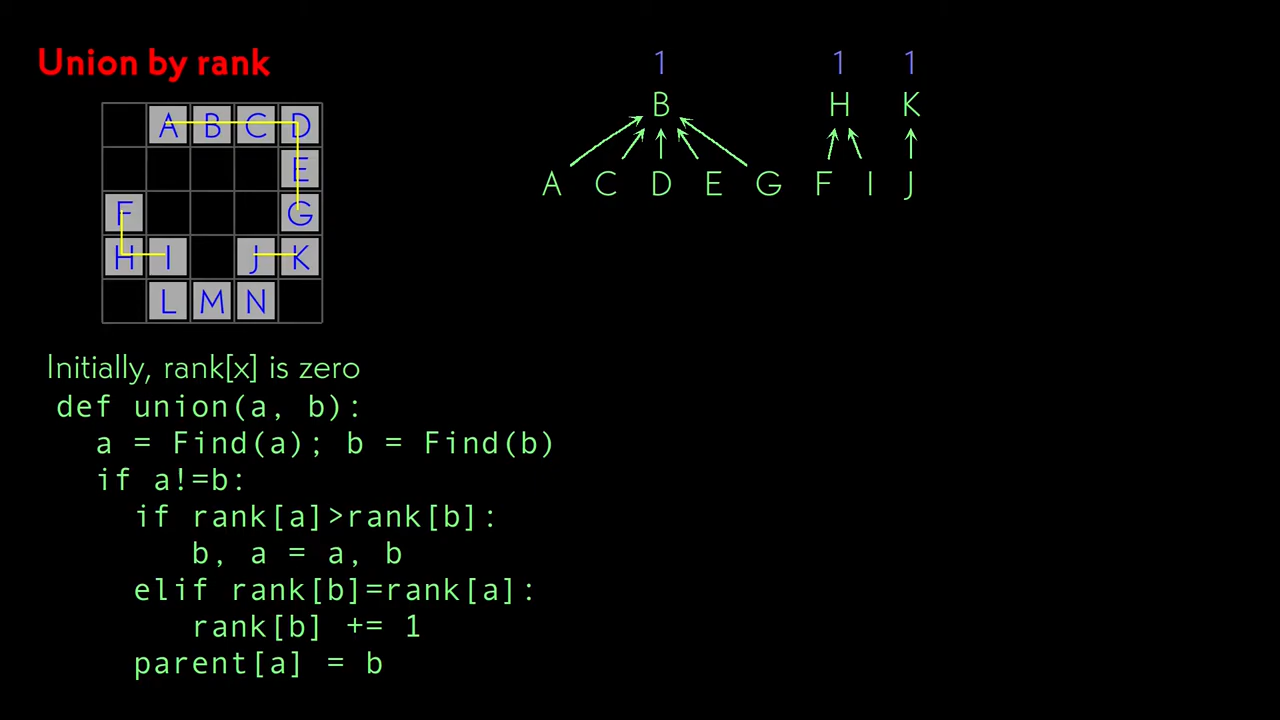 Union by rank
A B C D
E
F G
H I J K
L M N
1 1 1
B H K
A C D E G F I J
Initially, rank[x] is zero
def union(a, b):
a = Find(a); b = Find(b)
if a!=b:
if rank[a]>rank[b]:
b, a = a, b
elif rank[b]=rank[a]:
rank[b] += 1
parent[a] = b